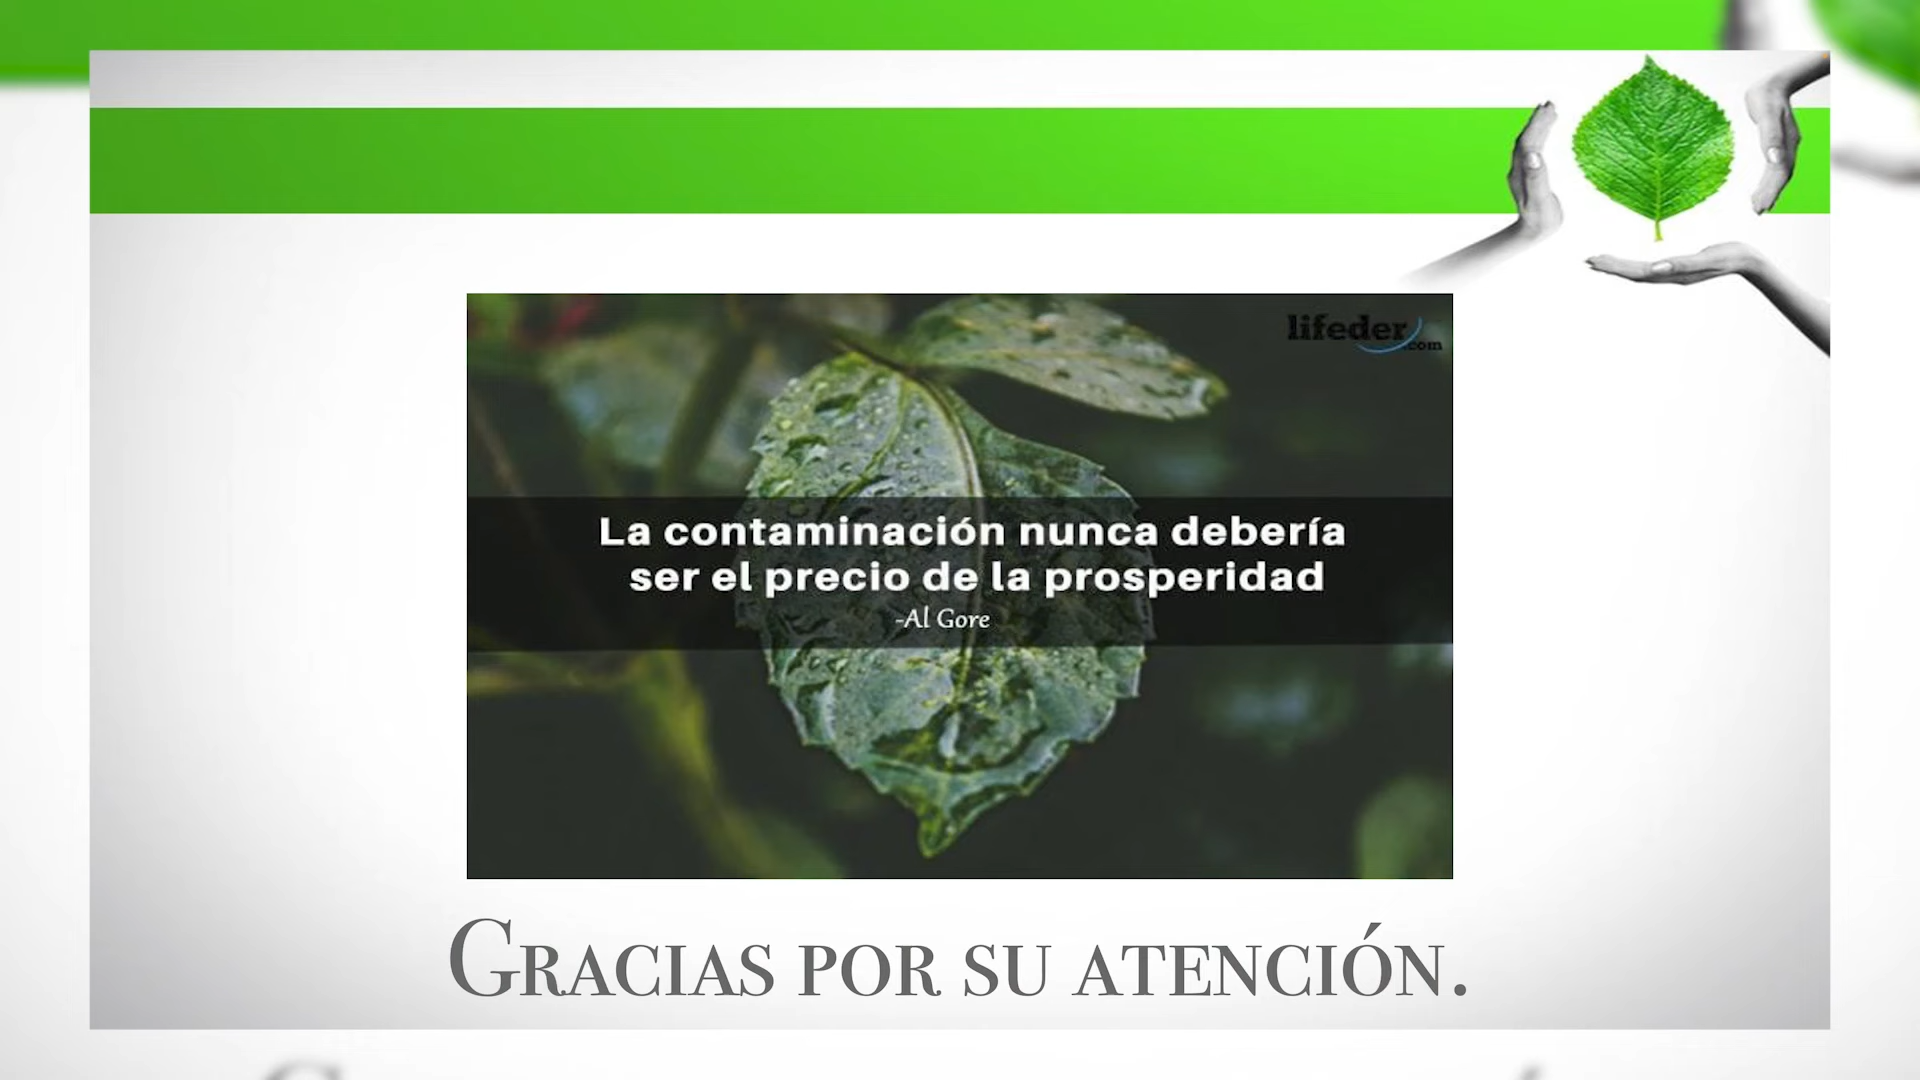 lifeder.com
La contaminación nunca debería
ser el precio de la prosperidad
-Al Gore
Gracias por su atención.